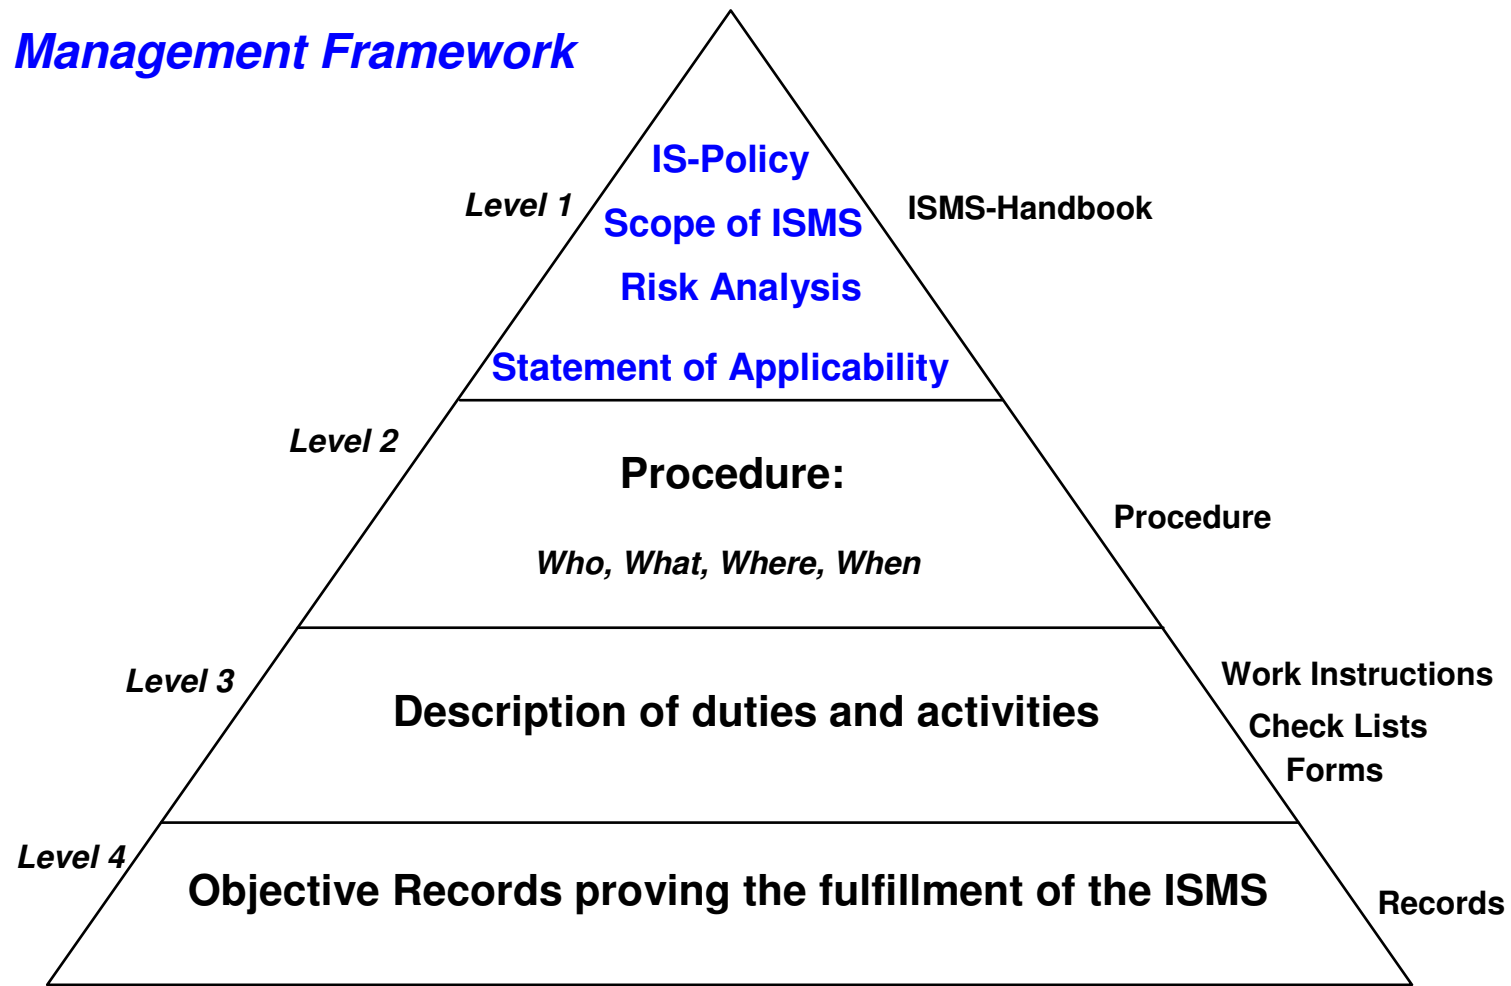 Management Framework
IS-Policy
Level 1
ISMS-Handbook
Scope of ISMS
Risk Analysis
Statement of Applicability
Level 2
Procedure:
Procedure
Who, What, Where, When
Level 3
Work Instructions
Description of duties and activities
Check Lists
Forms
Level 4
Objective Records proving the fulfillment of the ISMS
Records